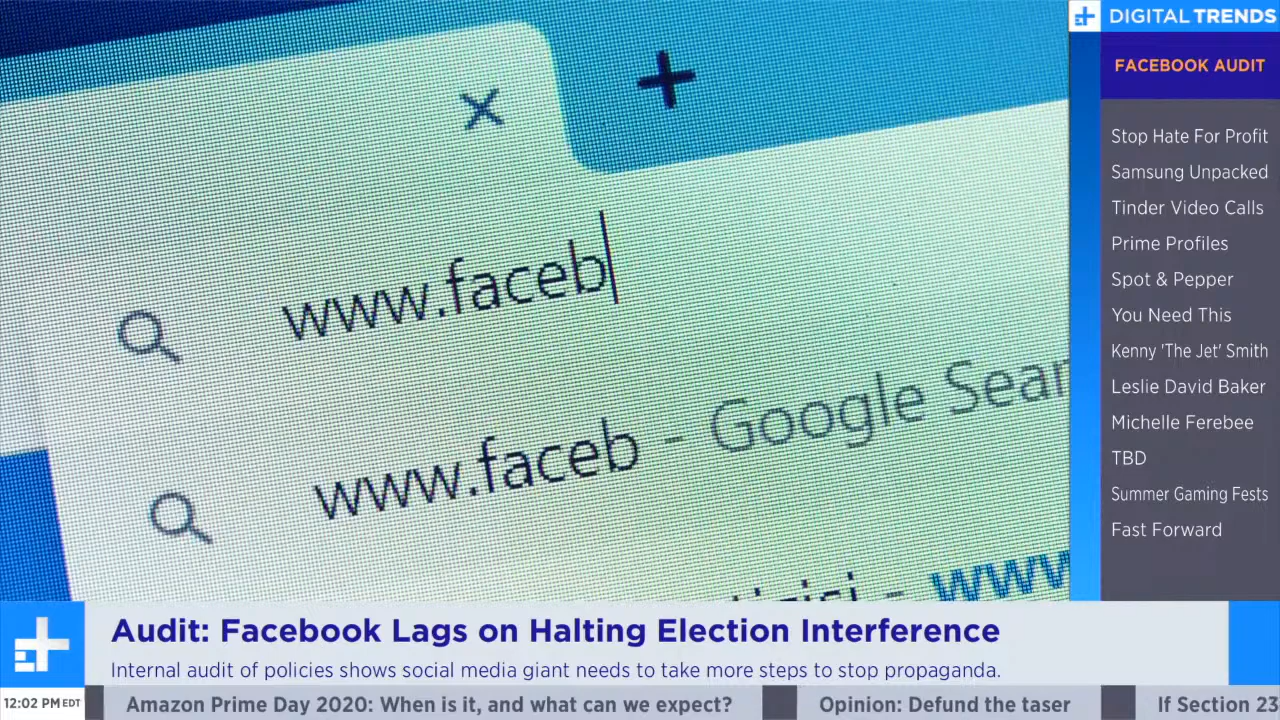 DIGITAL TRENDS
FACEBOOK AUDIT
Stop Hate For Profit
Samsung Unpacked
Tinder Video Calls
Prime Profiles
Spot & Pepper
You Need This
Kenny 'The Jet' Smith
Leslie David Baker
Michelle Ferebee
TBD
Summer Gaming Fests
Fast Forward
www.faceb
www.faceb - Google Sear
- www
Audit: Facebook Lags on Halting Election Interference
Internal audit of policies shows social media giant needs to take more steps to stop propaganda.
12:02 PM EDT
Amazon Prime Day 2020: When is it, and what can we expect?
Opinion: Defund the taser
If Section 23